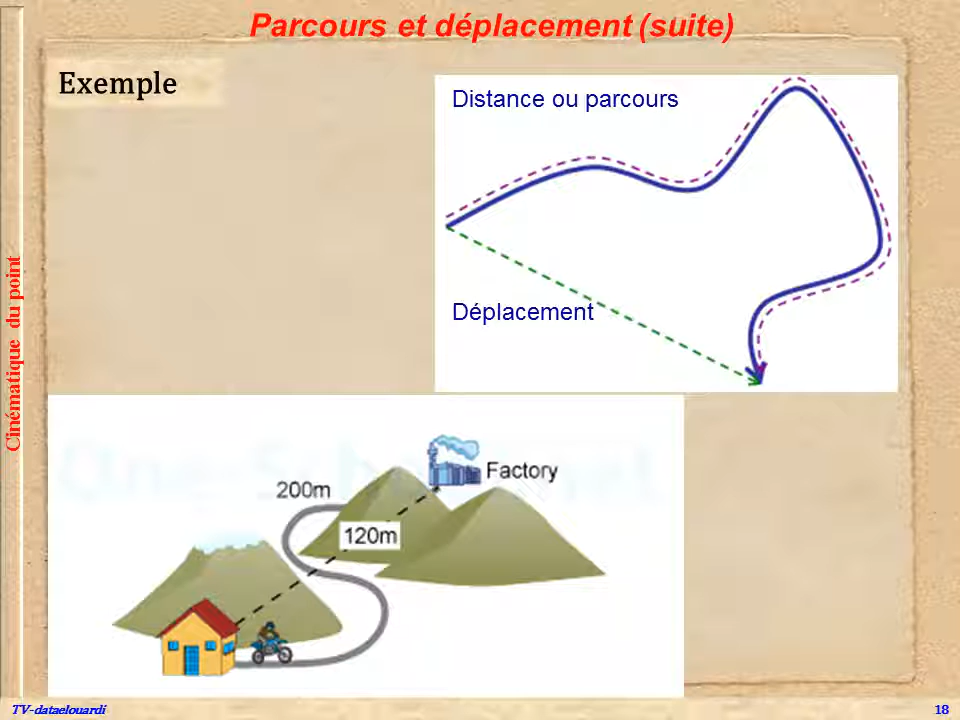 Parcours et déplacement (suite)
Exemple
Distance ou parcours
Déplacement
Cinématique du point
Factory
200m
120m
TV-dataelouardi
18